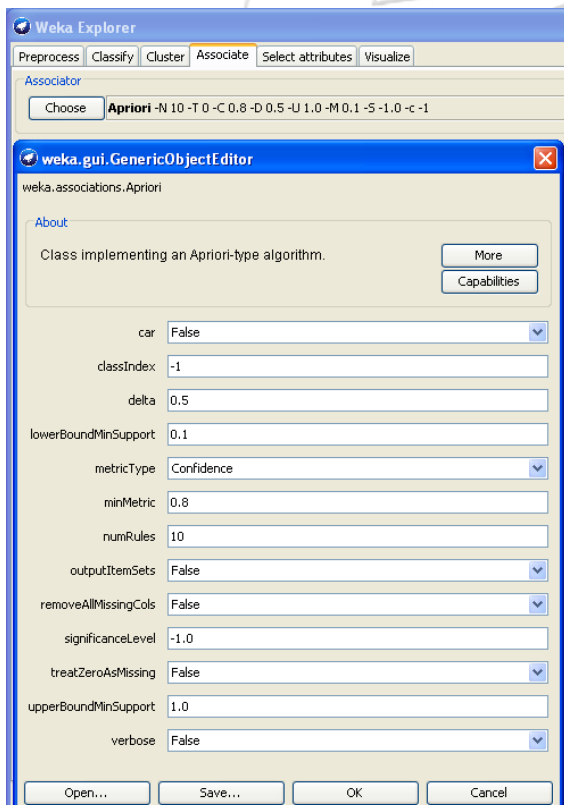 Weka Explorer
Preprocess Classify Cluster Associate Select attributes Visualize
Associator
Choose Apriori -N 10 -T 0 -C 0.8 -D 0.5 -U 1.0 -M 0.1 -S -1.0 -c -1
weka.gui.GenericObjectEditor
weka.associations.Apriori
About
Class implementing an Apriori-type algorithm.
More
Capabilities
car False
classIndex -1
delta 0.5
lowerBoundMinSupport 0.1
metricType Confidence
minMetric 0.8
numRules 10
outputItemSets False
removeAllMissingCols False
significanceLevel -1.0
treatZeroAsMissing False
upperBoundMinSupport 1.0
verbose False
Open... Save... OK Cancel